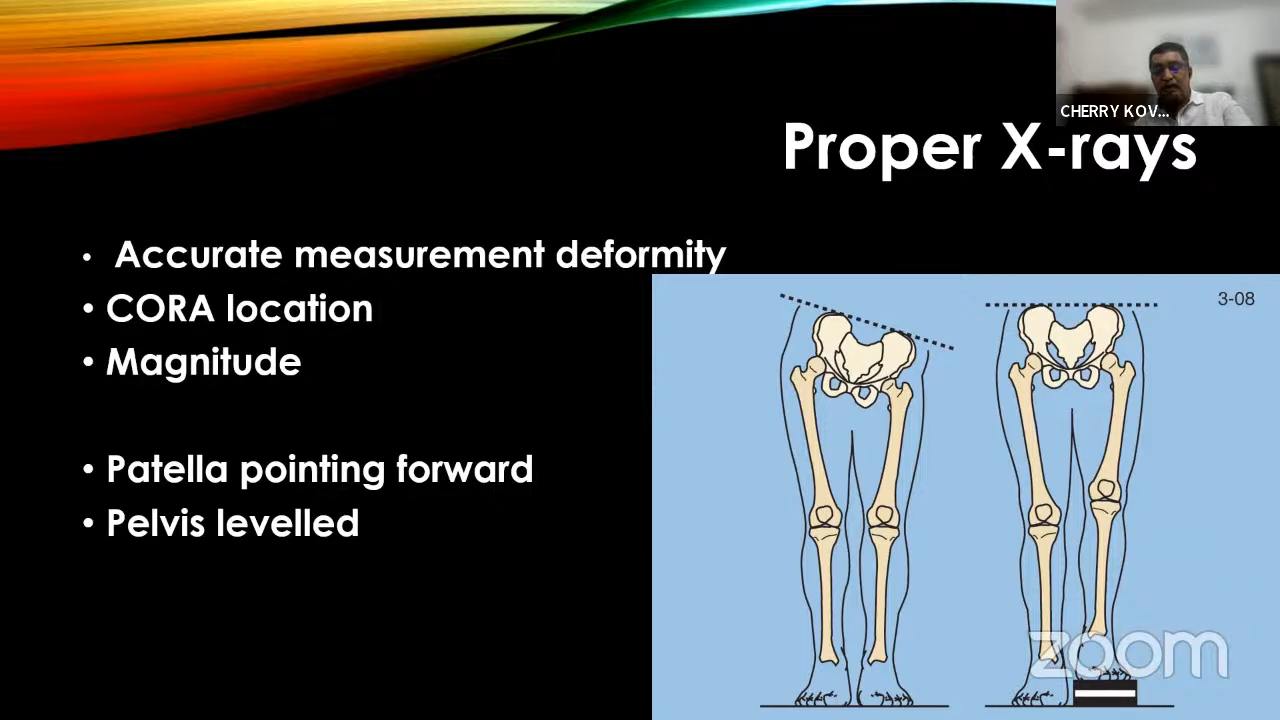 CHERRY KOV...
Proper X-rays
• Accurate measurement deformity
• CORA location
• Magnitude
• Patella pointing forward
• Pelvis levelled
3-08
zoom